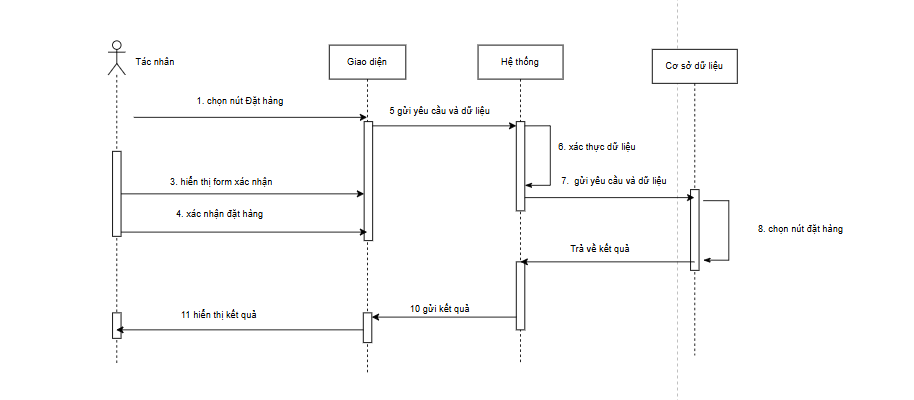 Tác nhân
Giao diện
Hệ thống
Cơ sở dữ liệu
1. chọn nút Đặt hàng
5 gửi yêu cầu và dữ liệu
6. xác thực dữ liệu
3. hiển thị form xác nhận
7. gửi yêu cầu và dữ liệu
4. xác nhận đặt hàng
8. chọn nút đặt hàng
Trả về kết quả
11 hiển thị kết quả
10 gửi kết quả